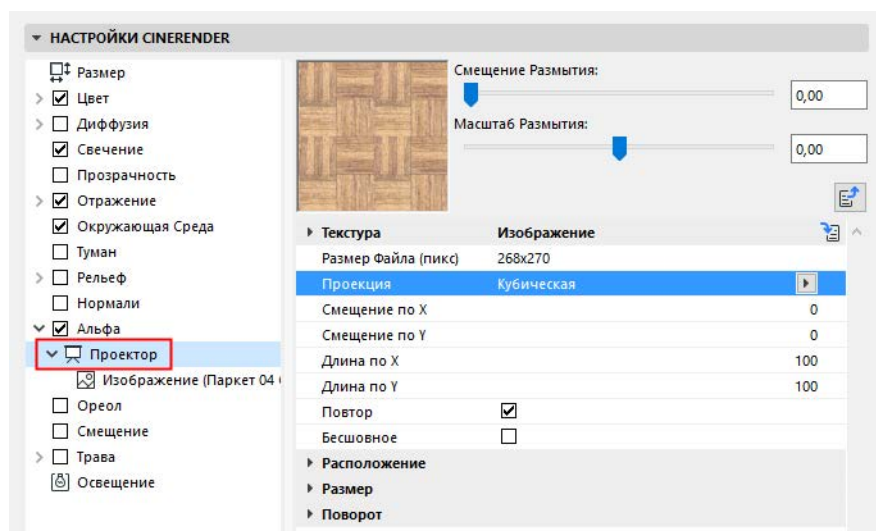 НАСТРОЙКИ CINERENDER
Размер
Цвет
Диффузия
Свечение
Прозрачность
Отражение
Окружающая Среда
Туман
Рельеф
Нормали
Альфа
Проектор
Изображение (Паркет 04
Ореол
Смещение
Трава
Освещение
Смещение Размытия:
0,00
Масштаб Размытия:
0,00
Текстура Изображение
Размер Файла (пикс) 268x270
Проекция Кубическая
Смещение по X 0
Смещение по Y 0
Длина по X 100
Длина по Y 100
Повтор
Бесшовное
Расположение
Размер
Поворот